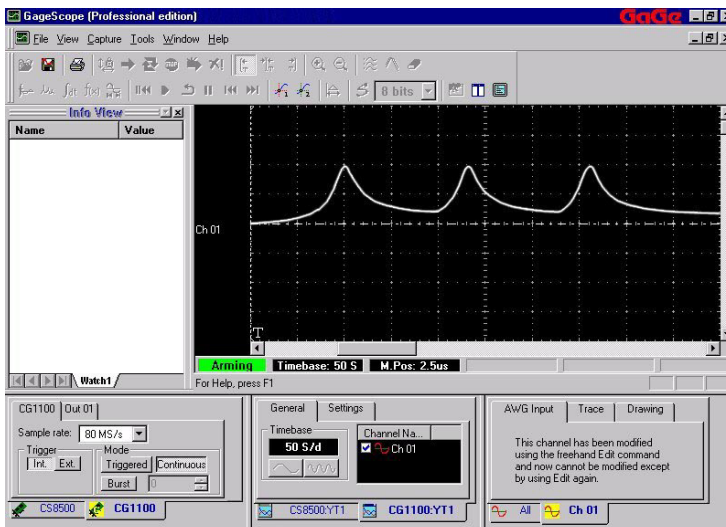 GageScope (Professional edition)
GaGe
File View Capture Tools Window Help
8 bits
Info View
Name Value
Ch 01
T
Watch1
Arming Timebase: 50 S M.Pos: 2.5us
For Help, press F1
CG1100 Out 01
Sample rate: 80 MS/s
Trigger
Int. Ext.
Mode
Triggered Continuous
Burst 0
CS8500 CG1100
General Settings
Timebase
50 S/d
Channel Na...
Ch 01
CS8500:YT1 CG1100:YT1
AWG Input Trace Drawing
This channel has been modified
using the freehand Edit command
and now cannot be modified except
by using Edit again.
All Ch 01